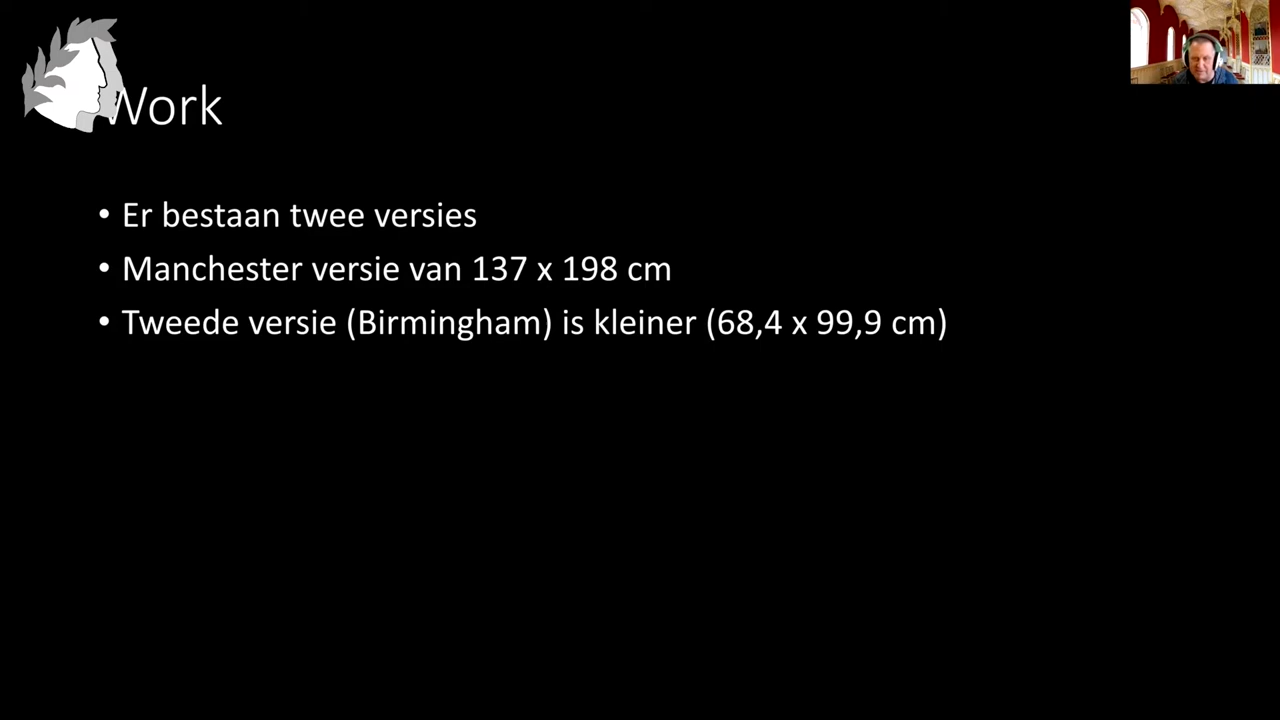 Work
• Er bestaan twee versies
• Manchester versie van 137 x 198 cm
• Tweede versie (Birmingham) is kleiner (68,4 x 99,9 cm)